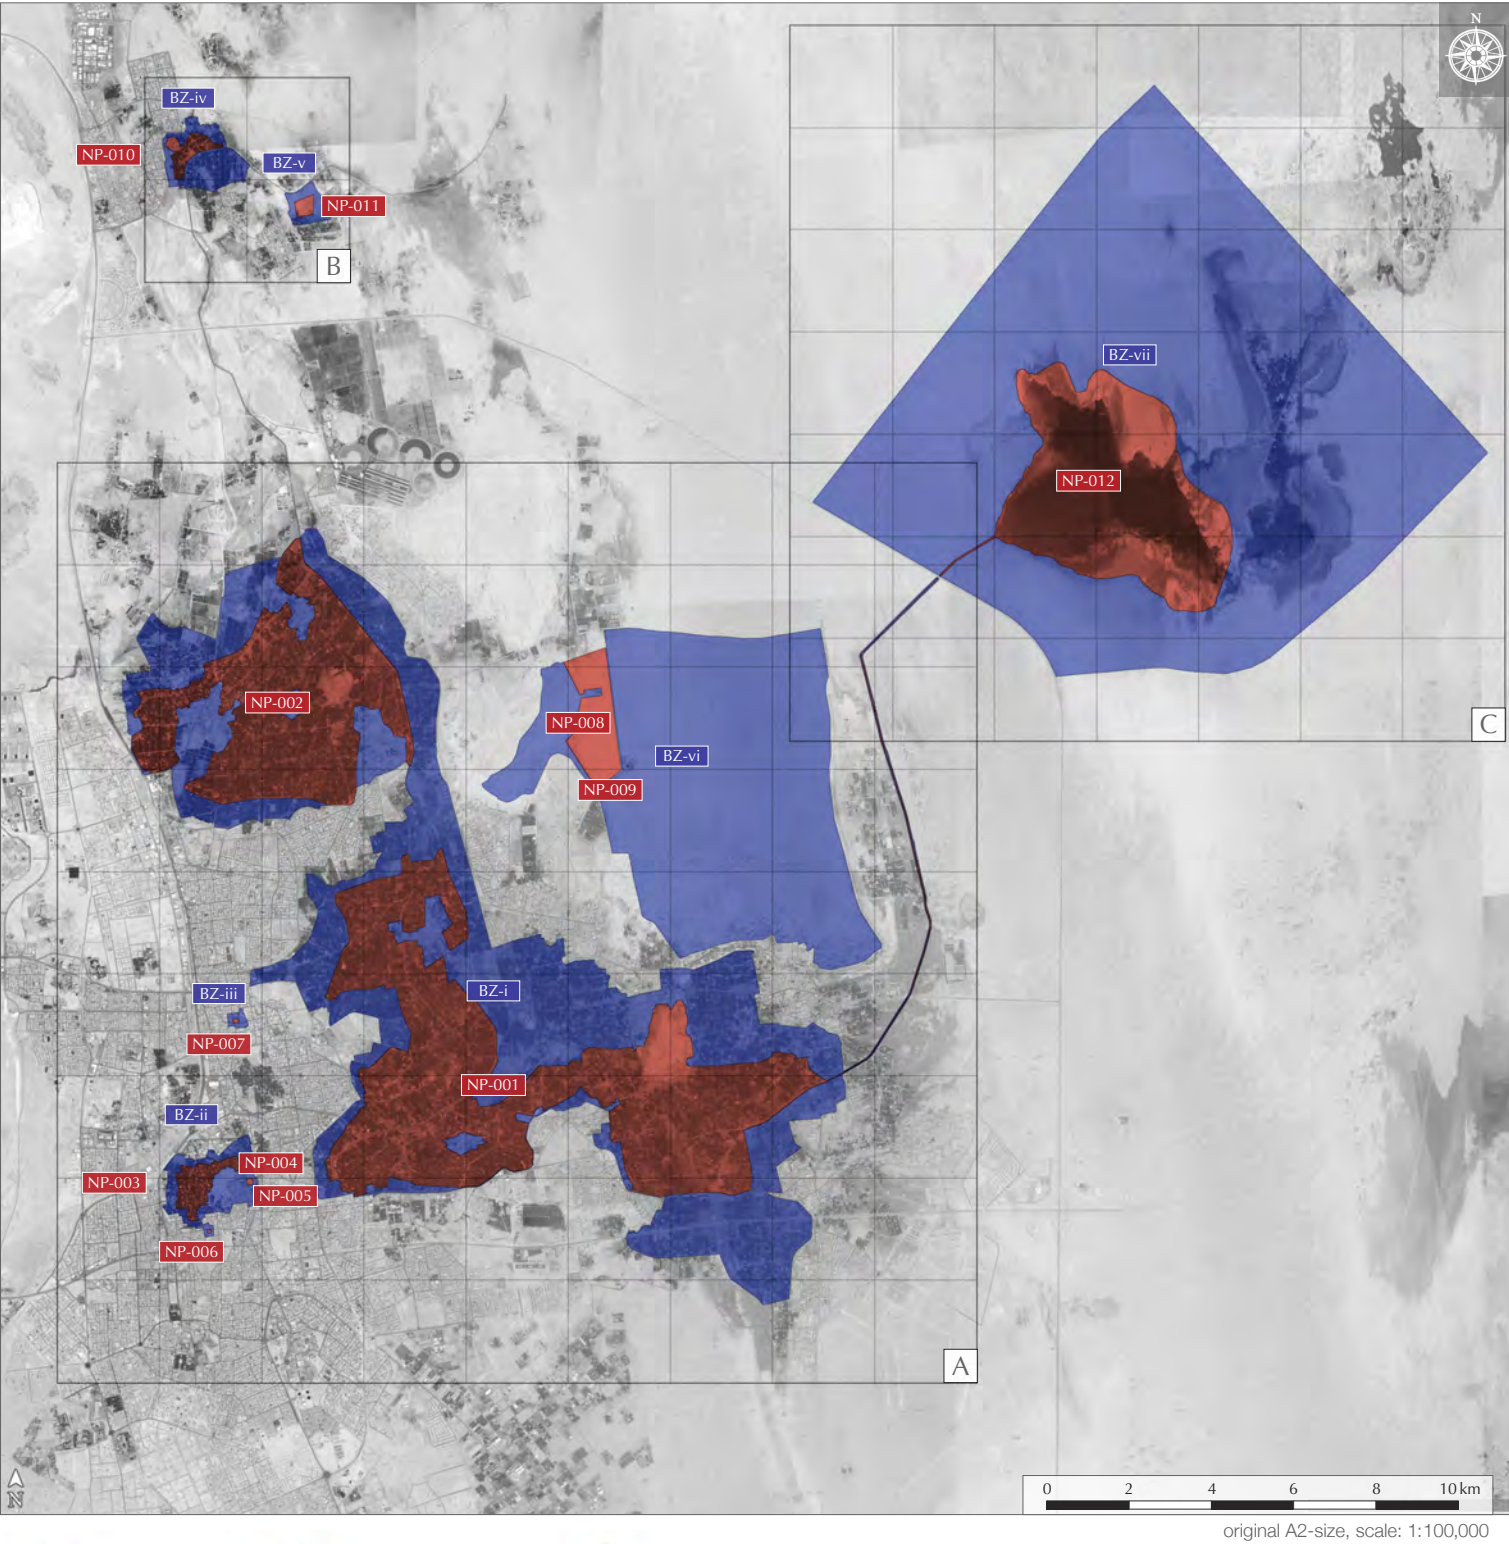 N
BZ-iv
NP-010
BZ-v
NP-011
B
BZ-vii
NP-012
NP-002
NP-008
C
BZ-vi
NP-009
BZ-iii
BZ-i
NP-007
NP-001
BZ-ii
NP-004
NP-003
NP-005
NP-006
A
N
0 2 4 6 8 10 km
original A2-size, scale: 1:100,000